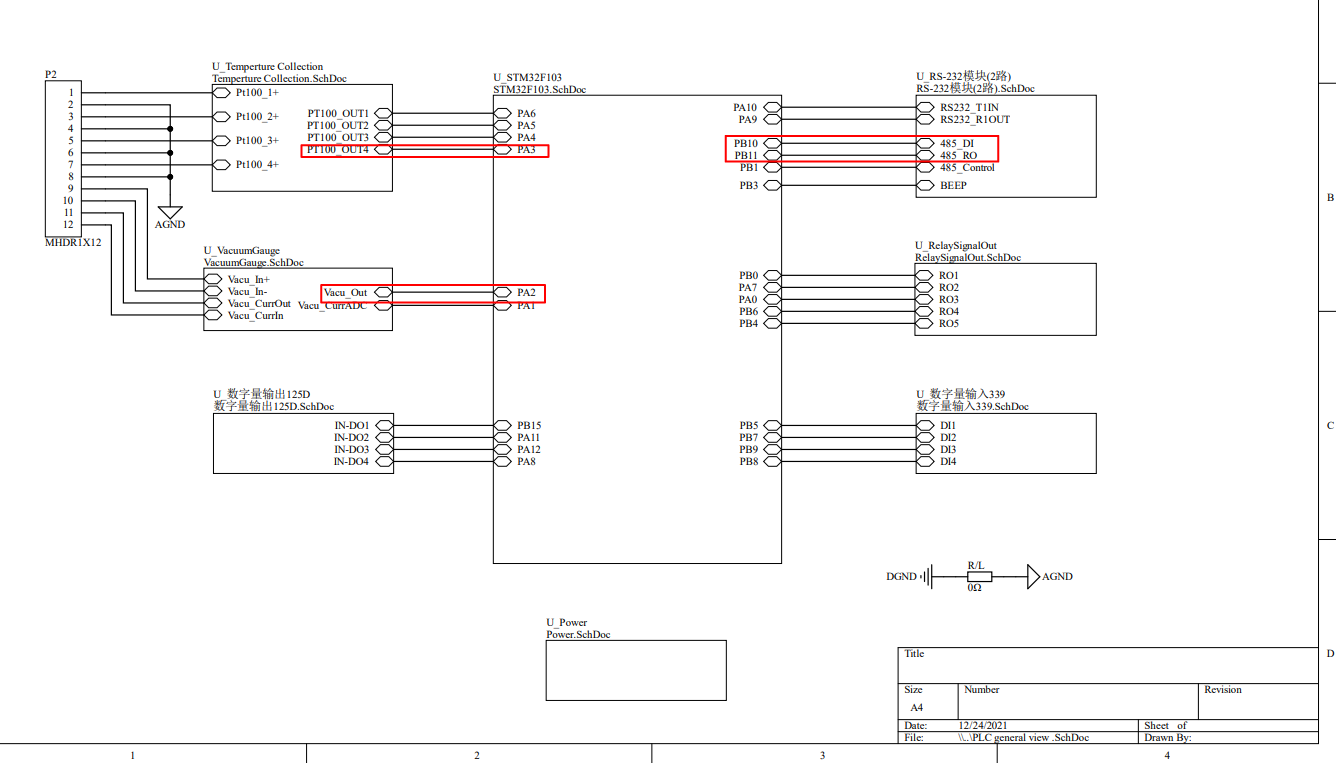 P2
1
2
3
4
5
6
7
8
9
10
11
12
MHDR1X12
AGND
U_Temperture Collection
Temperture Collection.SchDoc
Pt100_1+
Pt100_2+
Pt100_3+
Pt100_4+
PT100_OUT1
PT100_OUT2
PT100_OUT3
PT100_OUT4
U_VacuumGauge
VacuumGauge.SchDoc
Vacu_In+
Vacu_In-
Vacu_CurrOut
Vacu_CurrIn
Vacu_Out
Vacu_CurrADC
U_数字量输出125D
数字量输出125D.SchDoc
IN-DO1
IN-DO2
IN-DO3
IN-DO4
U_STM32F103
STM32F103.SchDoc
PA6
PA5
PA4
PA3
PA2
PA1
PB15
PA11
PA12
PA8
PA10
PA9
PB10
PB11
PB1
PB3
PB0
PA7
PA0
PB6
PB4
PB5
PB7
PB9
PB8
U_RS-232模块(2路)
RS-232模块(2路).SchDoc
RS232_T1IN
RS232_R1OUT
485_DI
485_RO
485_Control
BEEP
U_RelaySignalOut
RelaySignalOut.SchDoc
RO1
RO2
RO3
RO4
RO5
U_数字量输入339
数字量输入339.SchDoc
DI1
DI2
DI3
DI4
DGND
R/L
0Ω
AGND
U_Power
Power.SchDoc
Title
Size
A4
Number
Revision
Date: 12/24/2021 Sheet of
File: \\..\PLC general view .SchDoc Drawn By:
1 2 3 4
B
C
D